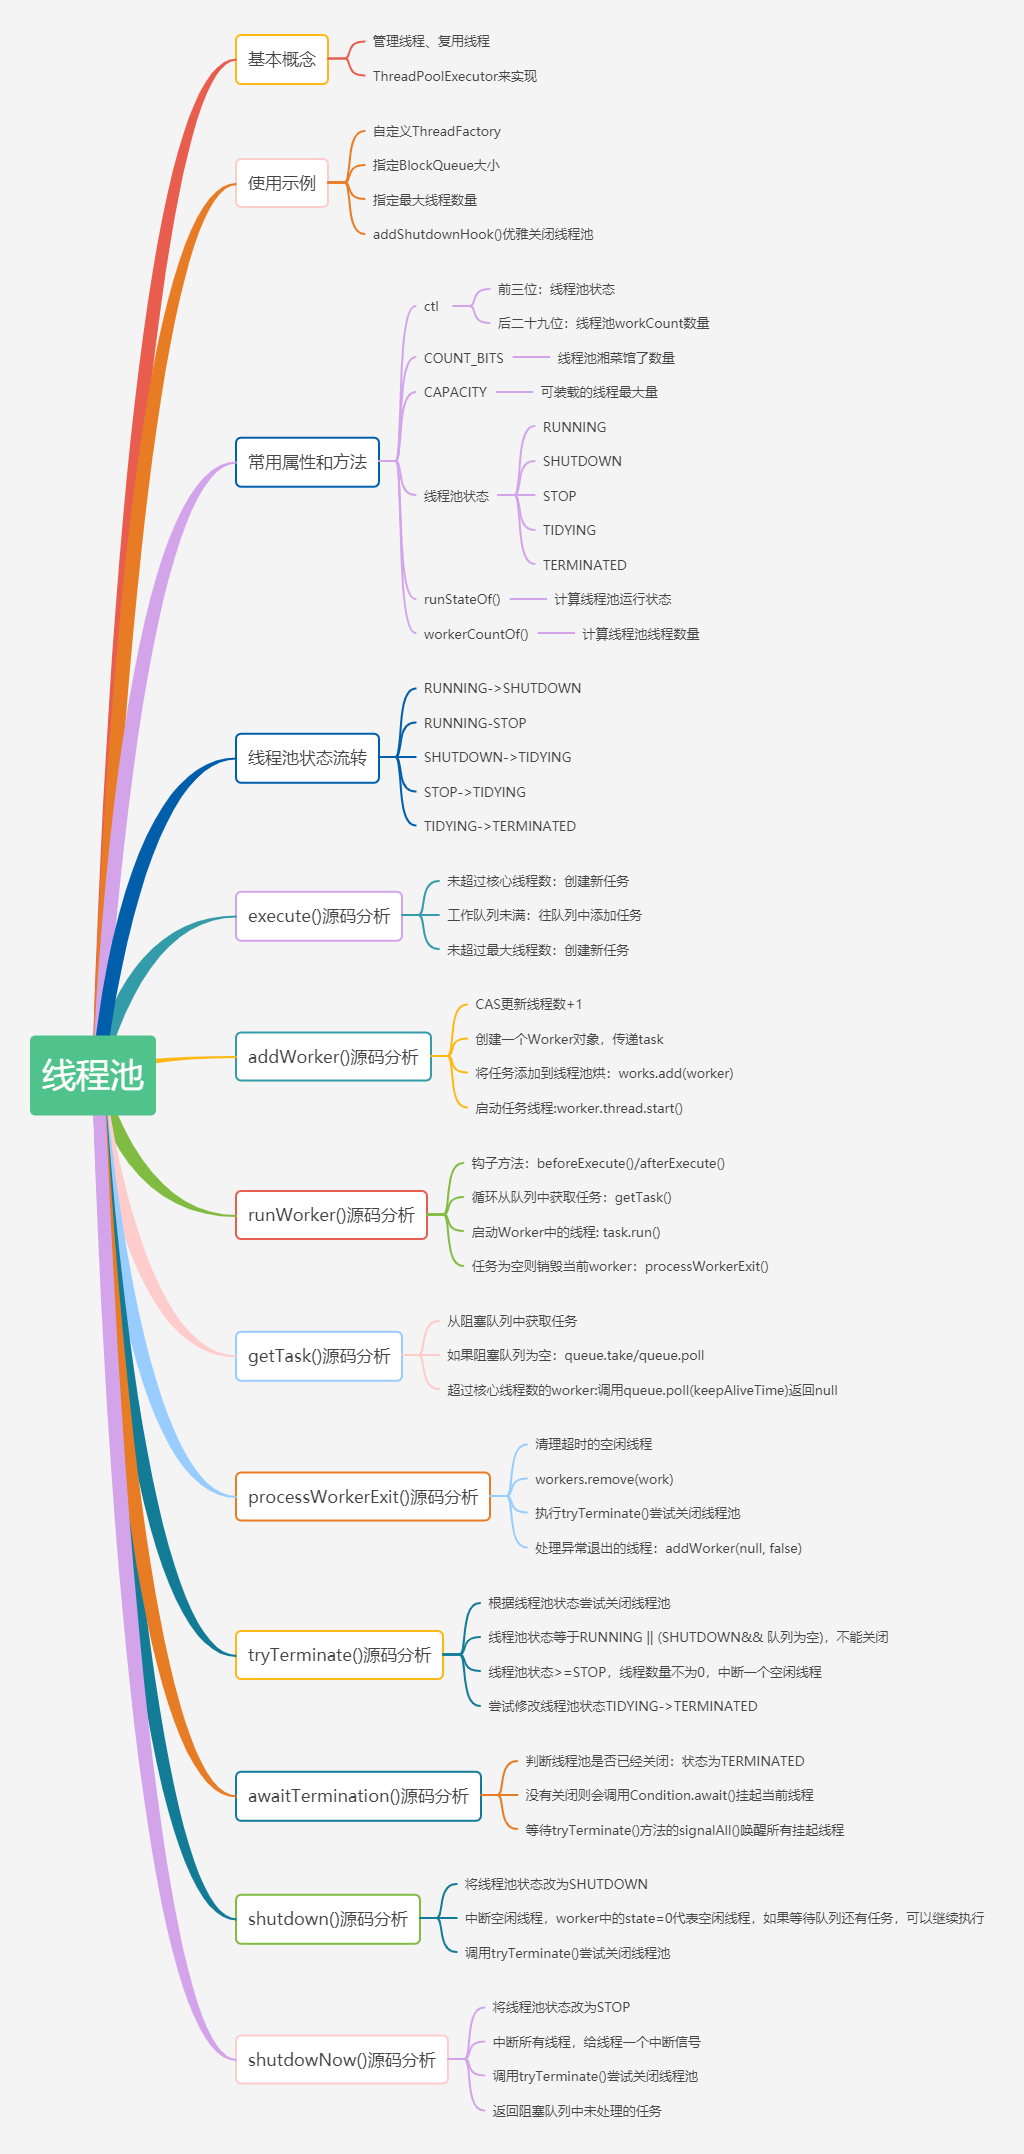 线程池
基本概念
管理线程、复用线程
ThreadPoolExecutor来实现
使用示例
自定义ThreadFactory
指定BlockQueue大小
指定最大线程数量
addShutdownHook()优雅关闭线程池
常用属性和方法
ctl
前三位：线程池状态
后二十九位：线程池workCount数量
COUNT_BITS
线程池湘菜馆了数量
CAPACITY
可装载的线程最大量
线程池状态
RUNNING
SHUTDOWN
STOP
TIDYING
TERMINATED
runStateOf()
计算线程池运行状态
workerCountOf()
计算线程池线程数量
线程池状态流转
RUNNING->SHUTDOWN
RUNNING-STOP
SHUTDOWN->TIDYING
STOP->TIDYING
TIDYING->TERMINATED
execute()源码分析
未超过核心线程数：创建新任务
工作队列未满：往队列中添加任务
未超过最大线程数：创建新任务
addWorker()源码分析
CAS更新线程数+1
创建一个Worker对象，传递task
将任务添加到线程池烘：works.add(worker)
启动任务线程:worker.thread.start()
runWorker()源码分析
钩子方法：beforeExecute()/afterExecute()
循环从队列中获取任务：getTask()
启动Worker中的线程: task.run()
任务为空则销毁当前worker：processWorkerExit()
getTask()源码分析
从阻塞队列中获取任务
如果阻塞队列为空：queue.take/queue.poll
超过核心线程数的worker:调用queue.poll(keepAliveTime)返回null
processWorkerExit()源码分析
清理超时的空闲线程
workers.remove(work)
执行tryTerminate()尝试关闭线程池
处理异常退出的线程：addWorker(null, false)
tryTerminate()源码分析
根据线程池状态尝试关闭线程池
线程池状态等于RUNNING || (SHUTDOWN&& 队列为空)，不能关闭
线程池状态>=STOP，线程数量不为0，中断一个空闲线程
尝试修改线程池状态TIDYING->TERMINATED
awaitTermination()源码分析
判断线程池是否已经关闭：状态为TERMINATED
没有关闭则会调用Condition.await()挂起当前线程
等待tryTerminate()方法的signalAll()唤醒所有挂起线程
shutdown()源码分析
将线程池状态改为SHUTDOWN
中断空闲线程，worker中的state=0代表空闲线程，如果等待队列还有任务，可以继续执行
调用tryTerminate()尝试关闭线程池
shutdowNow()源码分析
将线程池状态改为STOP
中断所有线程，给线程一个中断信号
调用tryTerminate()尝试关闭线程池
返回阻塞队列中未处理的任务